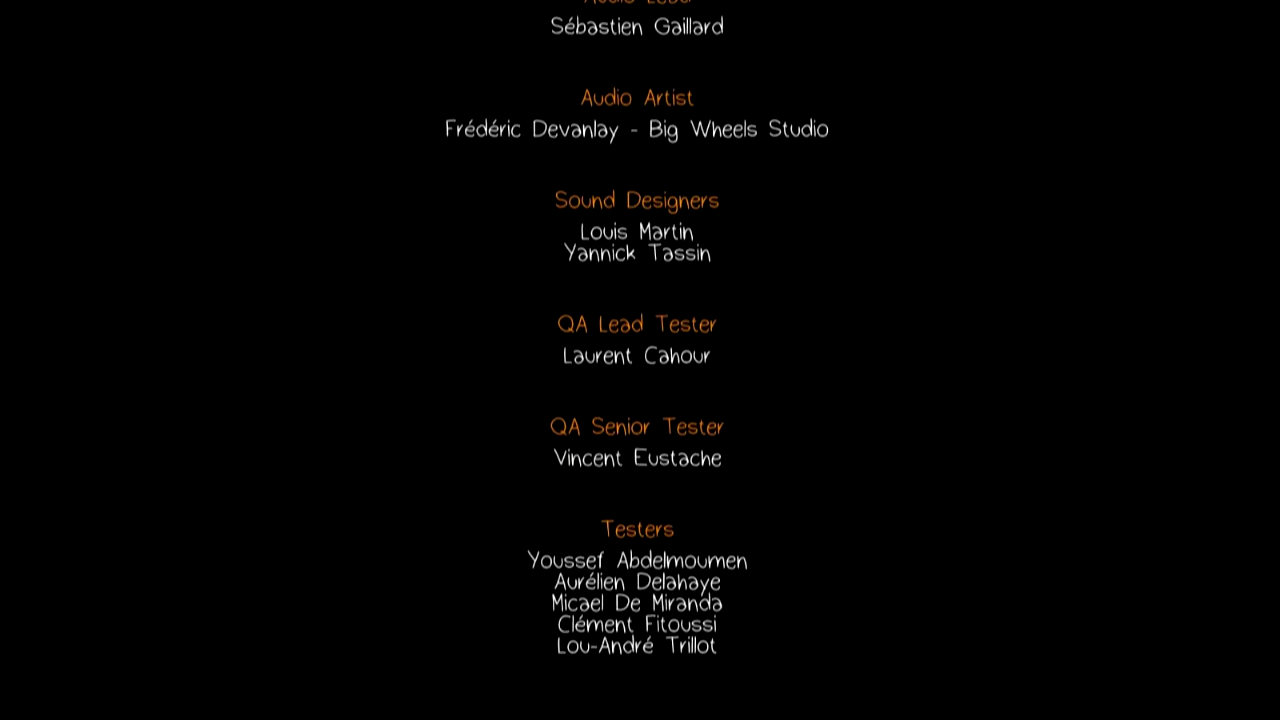 Sébastien Gaillard
Audio Artist
Frédéric Devanlay - Big Wheels Studio
Sound Designers
Louis Martin
Yannick Tassin
QA Lead Tester
Laurent Cahour
QA Senior Tester
Vincent Eustache
Testers
Youssef Abdelmoumen
Aurélien Delahaye
Micael De Miranda
Clément Fitoussi
Lou-André Trillot